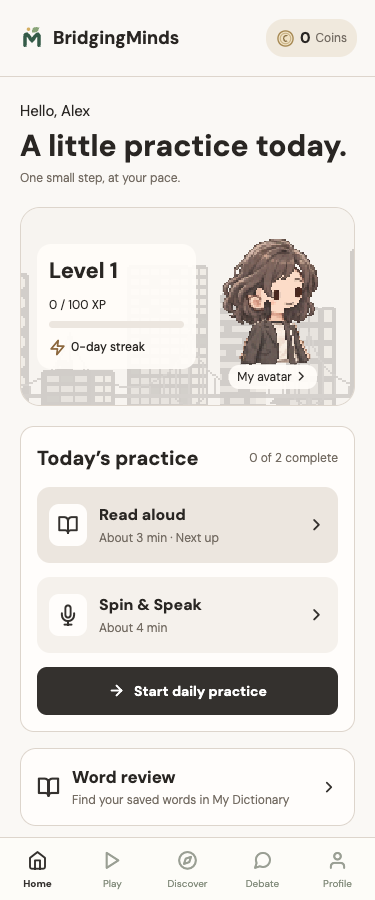 BridgingMinds
0 Coins
Hello, Alex
A little practice today.
One small step, at your pace.
Level 1
0 / 100 XP
0-day streak
My avatar
Today's practice
0 of 2 complete
Read aloud
About 3 min · Next up
Spin & Speak
About 4 min
Start daily practice
Word review
Find your saved words in My Dictionary
Home
Play
Discover
Debate
Profile